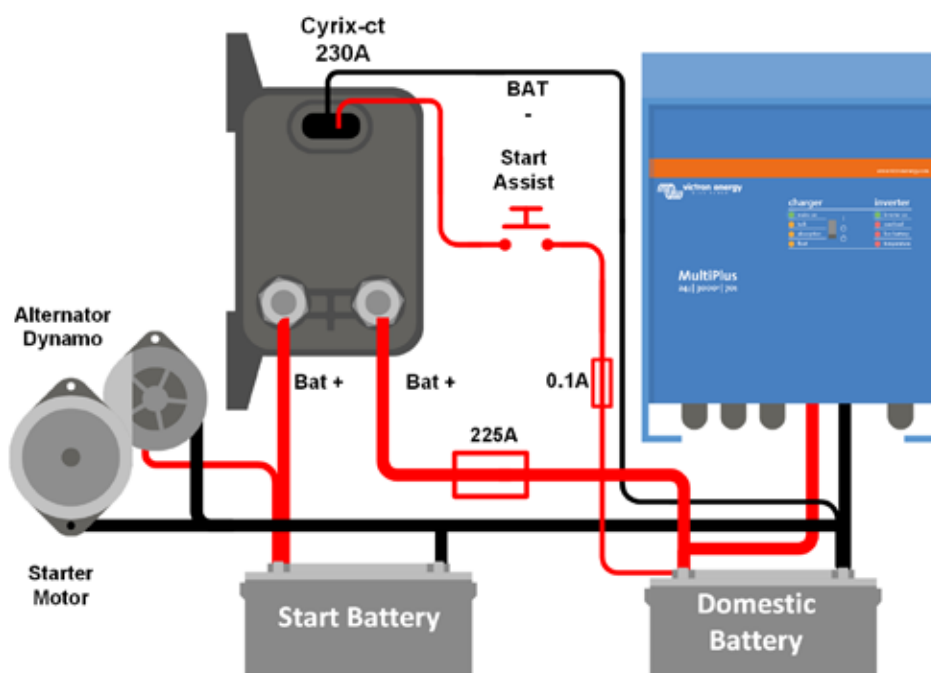 Cyrix-ct
230A
BAT
-
Start
Assist
victron energy
charger
inverter
MultiPlus
Alternator
Dynamo
Bat +
Bat +
0.1A
225A
Starter
Motor
Start Battery
Domestic
Battery